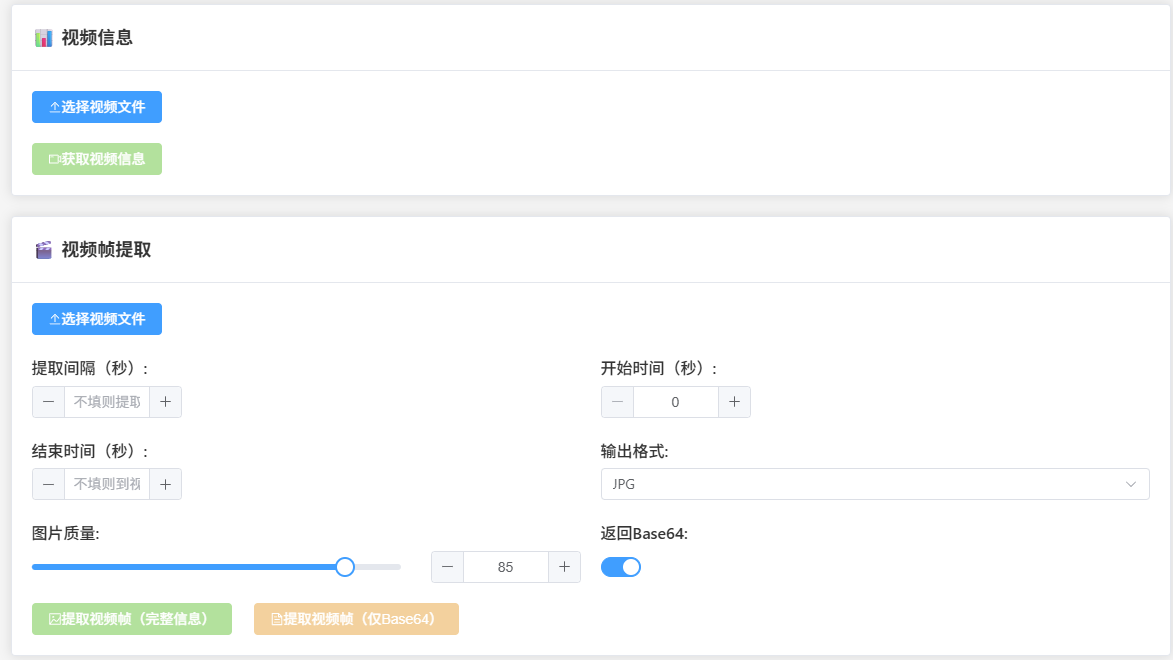 视频信息
选择视频文件
获取视频信息
视频帧提取
选择视频文件
提取间隔（秒）:
不填则提取
开始时间（秒）:
0
结束时间（秒）:
不填则到视
输出格式:
JPG
图片质量:
85
返回Base64:
提取视频帧（完整信息）
提取视频帧（仅Base64）